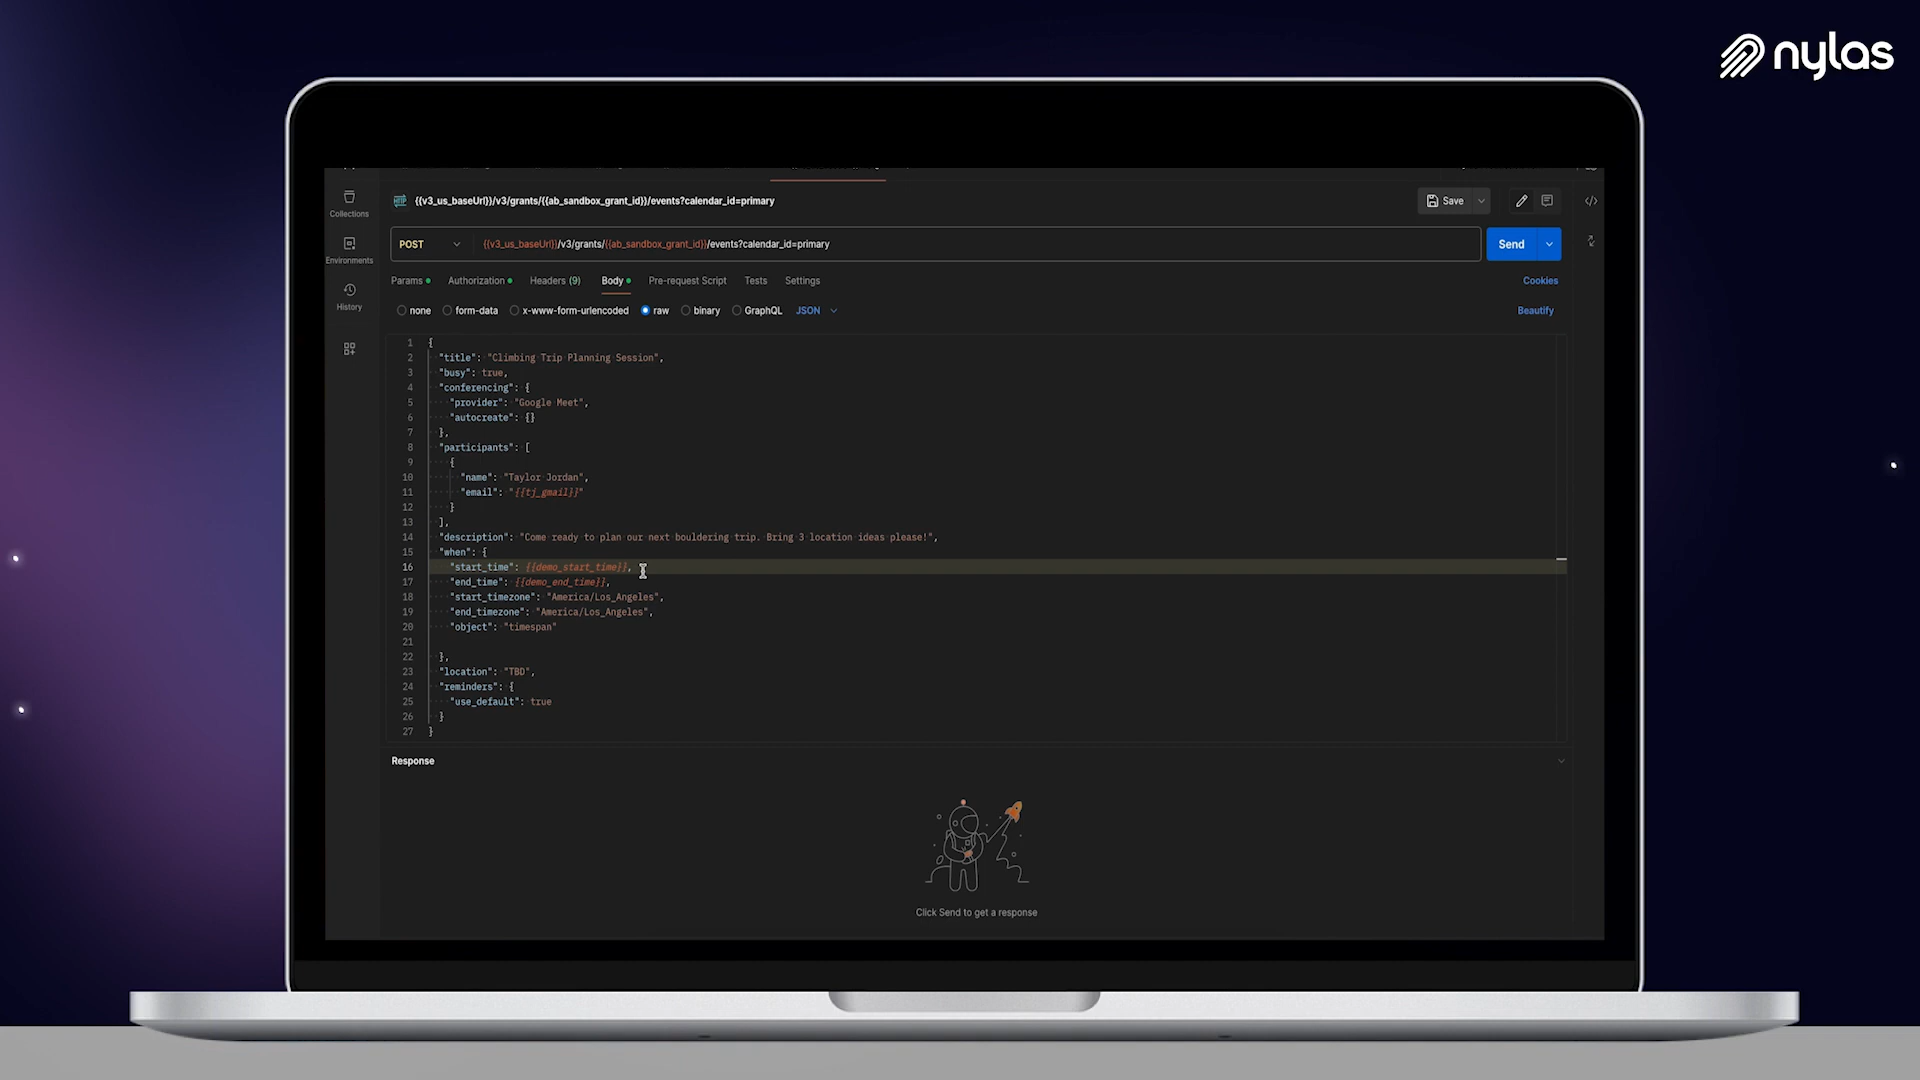 nylas
{{v3_us_baseUrl}}/v3/grants/{{ab_sandbox_grant_id}}/events?calendar_id=primary
Save
Collections
POST
{{v3_us_baseUrl}}/v3/grants/{{ab_sandbox_grant_id}}/events?calendar_id=primary
Send
Environments
Params
Authorization
Headers (9)
Body
Pre-request Script
Tests
Settings
Cookies
History
none
form-data
x-www-form-urlencoded
raw
binary
GraphQL
JSON
Beautify
1 {
2 "title": "Climbing Trip Planning Session",
3 "busy": true,
4 "conferencing": {
5 "provider": "Google Meet",
6 "autocreate": {}
7 },
8 "participants": [
9 {
10 "name": "Taylor Jordan",
11 "email": "{{tj_gmail}}"
12 }
13 ],
14 "description": "Come ready to plan our next bouldering trip. Bring 3 location ideas please!",
15 "when": {
16 "start_time": {{demo_start_time}},
17 "end_time": {{demo_end_time}},
18 "start_timezone": "America/Los_Angeles",
19 "end_timezone": "America/Los_Angeles",
20 "object": "timespan"
21
22 },
23 "location": "TBD",
24 "reminders": {
25 "use_default": true
26 }
27 }
Response
Click Send to get a response